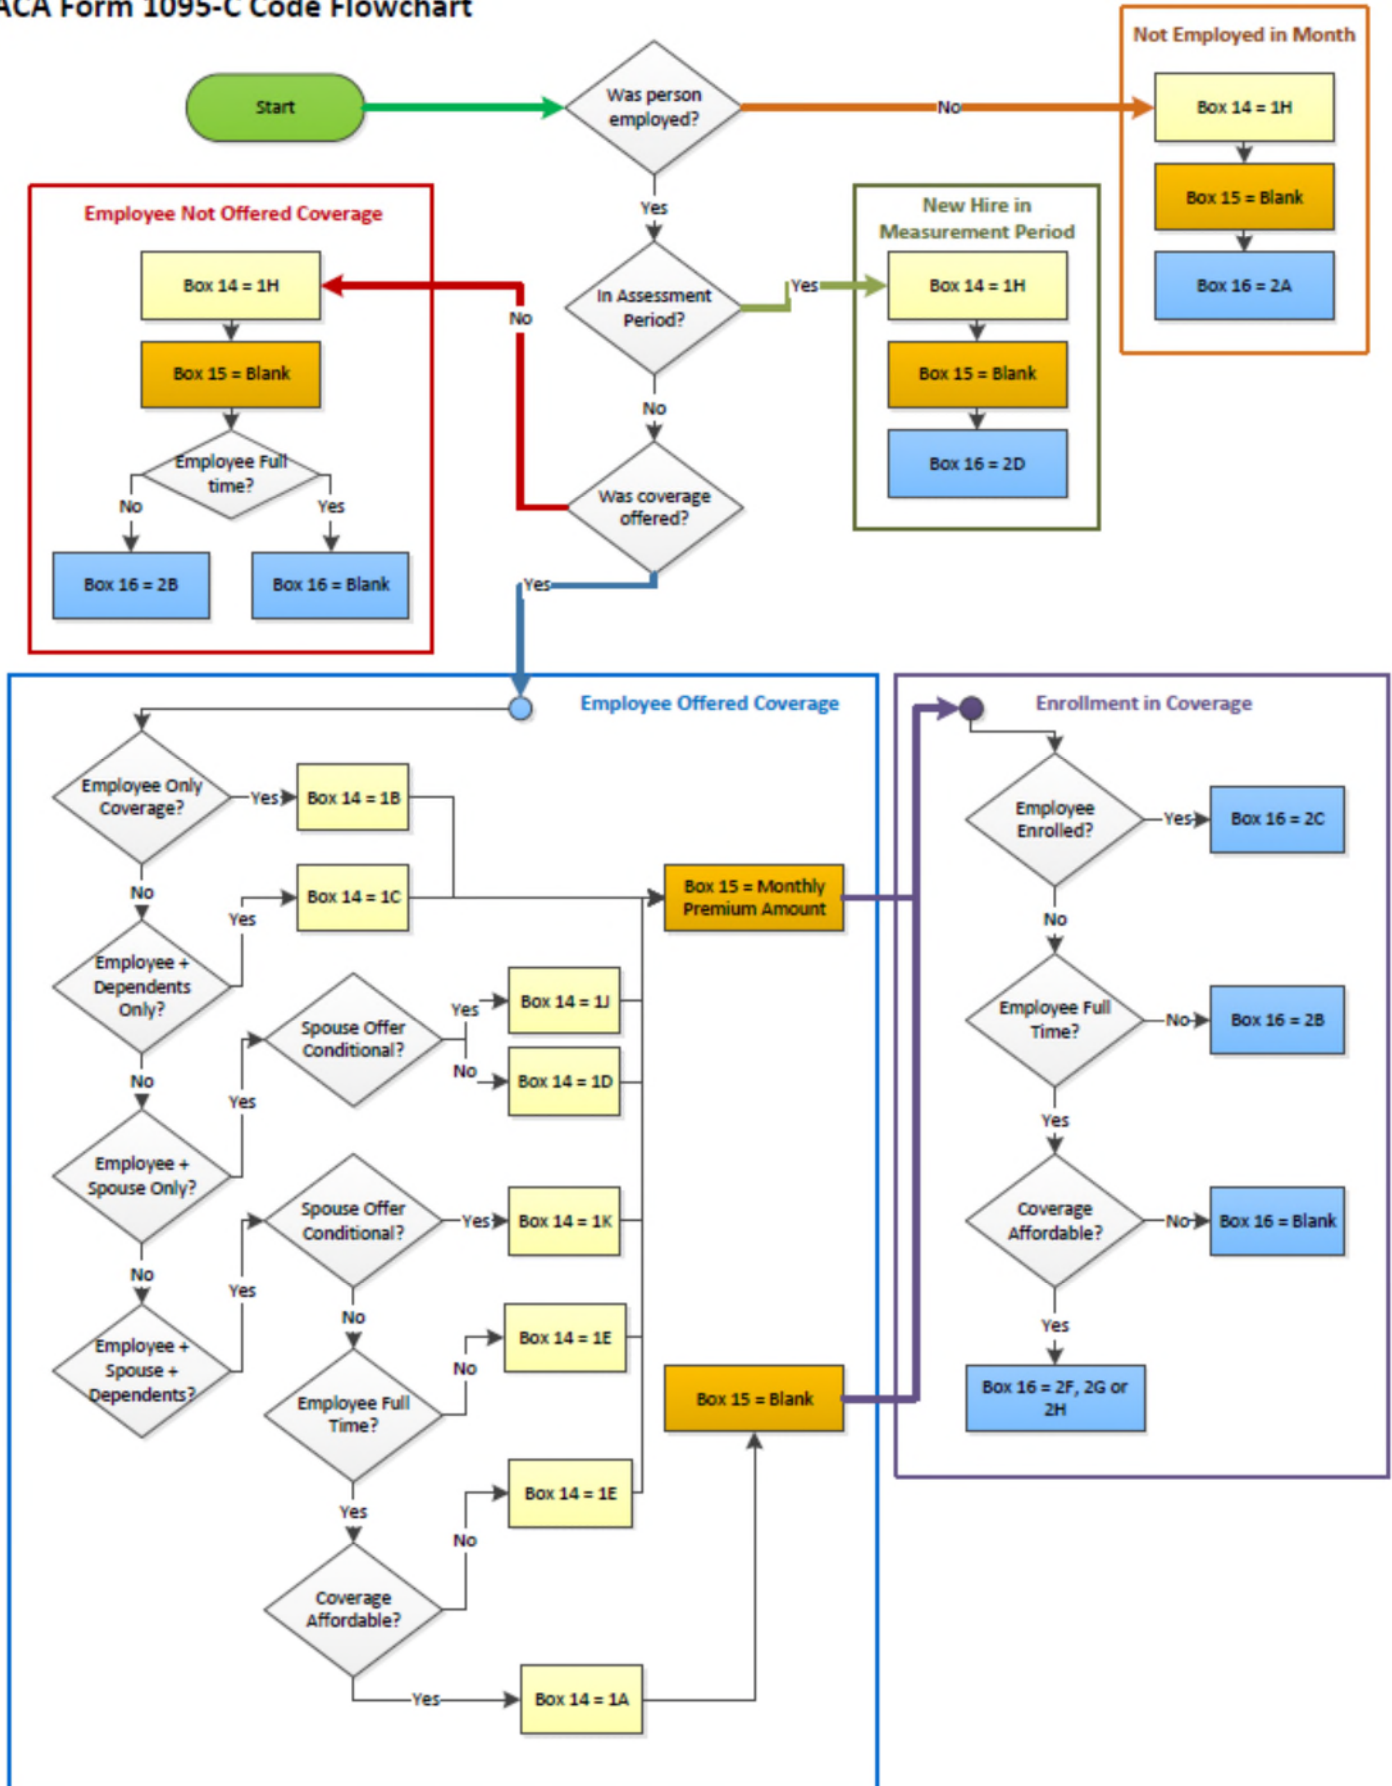 ACA Form 1095-C Code Flowchart
Start
Was person
employed?
No
Not Employed in Month
Box 14 = 1H
Box 15 = Blank
Box 16 = 2A
Yes
In Assessment
Period?
Yes
New Hire in
Measurement Period
Box 14 = 1H
Box 15 = Blank
Box 16 = 2D
No
Was coverage
offered?
No
Employee Not Offered Coverage
Box 14 = 1H
Box 15 = Blank
Employee Full
time?
No
Yes
Box 16 = 2B
Box 16 = Blank
Yes
Employee Offered Coverage
Employee Only
Coverage?
Yes
Box 14 = 1B
No
Employee +
Dependents
Only?
Yes
Box 14 = 1C
No
Employee +
Spouse Only?
Yes
Spouse Offer
Conditional?
Yes
Box 14 = 1J
No
Box 14 = 1D
No
Employee +
Spouse +
Dependents?
Yes
Spouse Offer
Conditional?
Yes
Box 14 = 1K
No
Employee Full
Time?
No
Box 14 = 1E
Yes
Coverage
Affordable?
No
Box 14 = 1E
Yes
Box 14 = 1A
Box 15 = Monthly
Premium Amount
Box 15 = Blank
Enrollment in Coverage
Employee
Enrolled?
Yes
Box 16 = 2C
No
Employee Full
Time?
No
Box 16 = 2B
Yes
Coverage
Affordable?
No
Box 16 = Blank
Yes
Box 16 = 2F, 2G or
2H